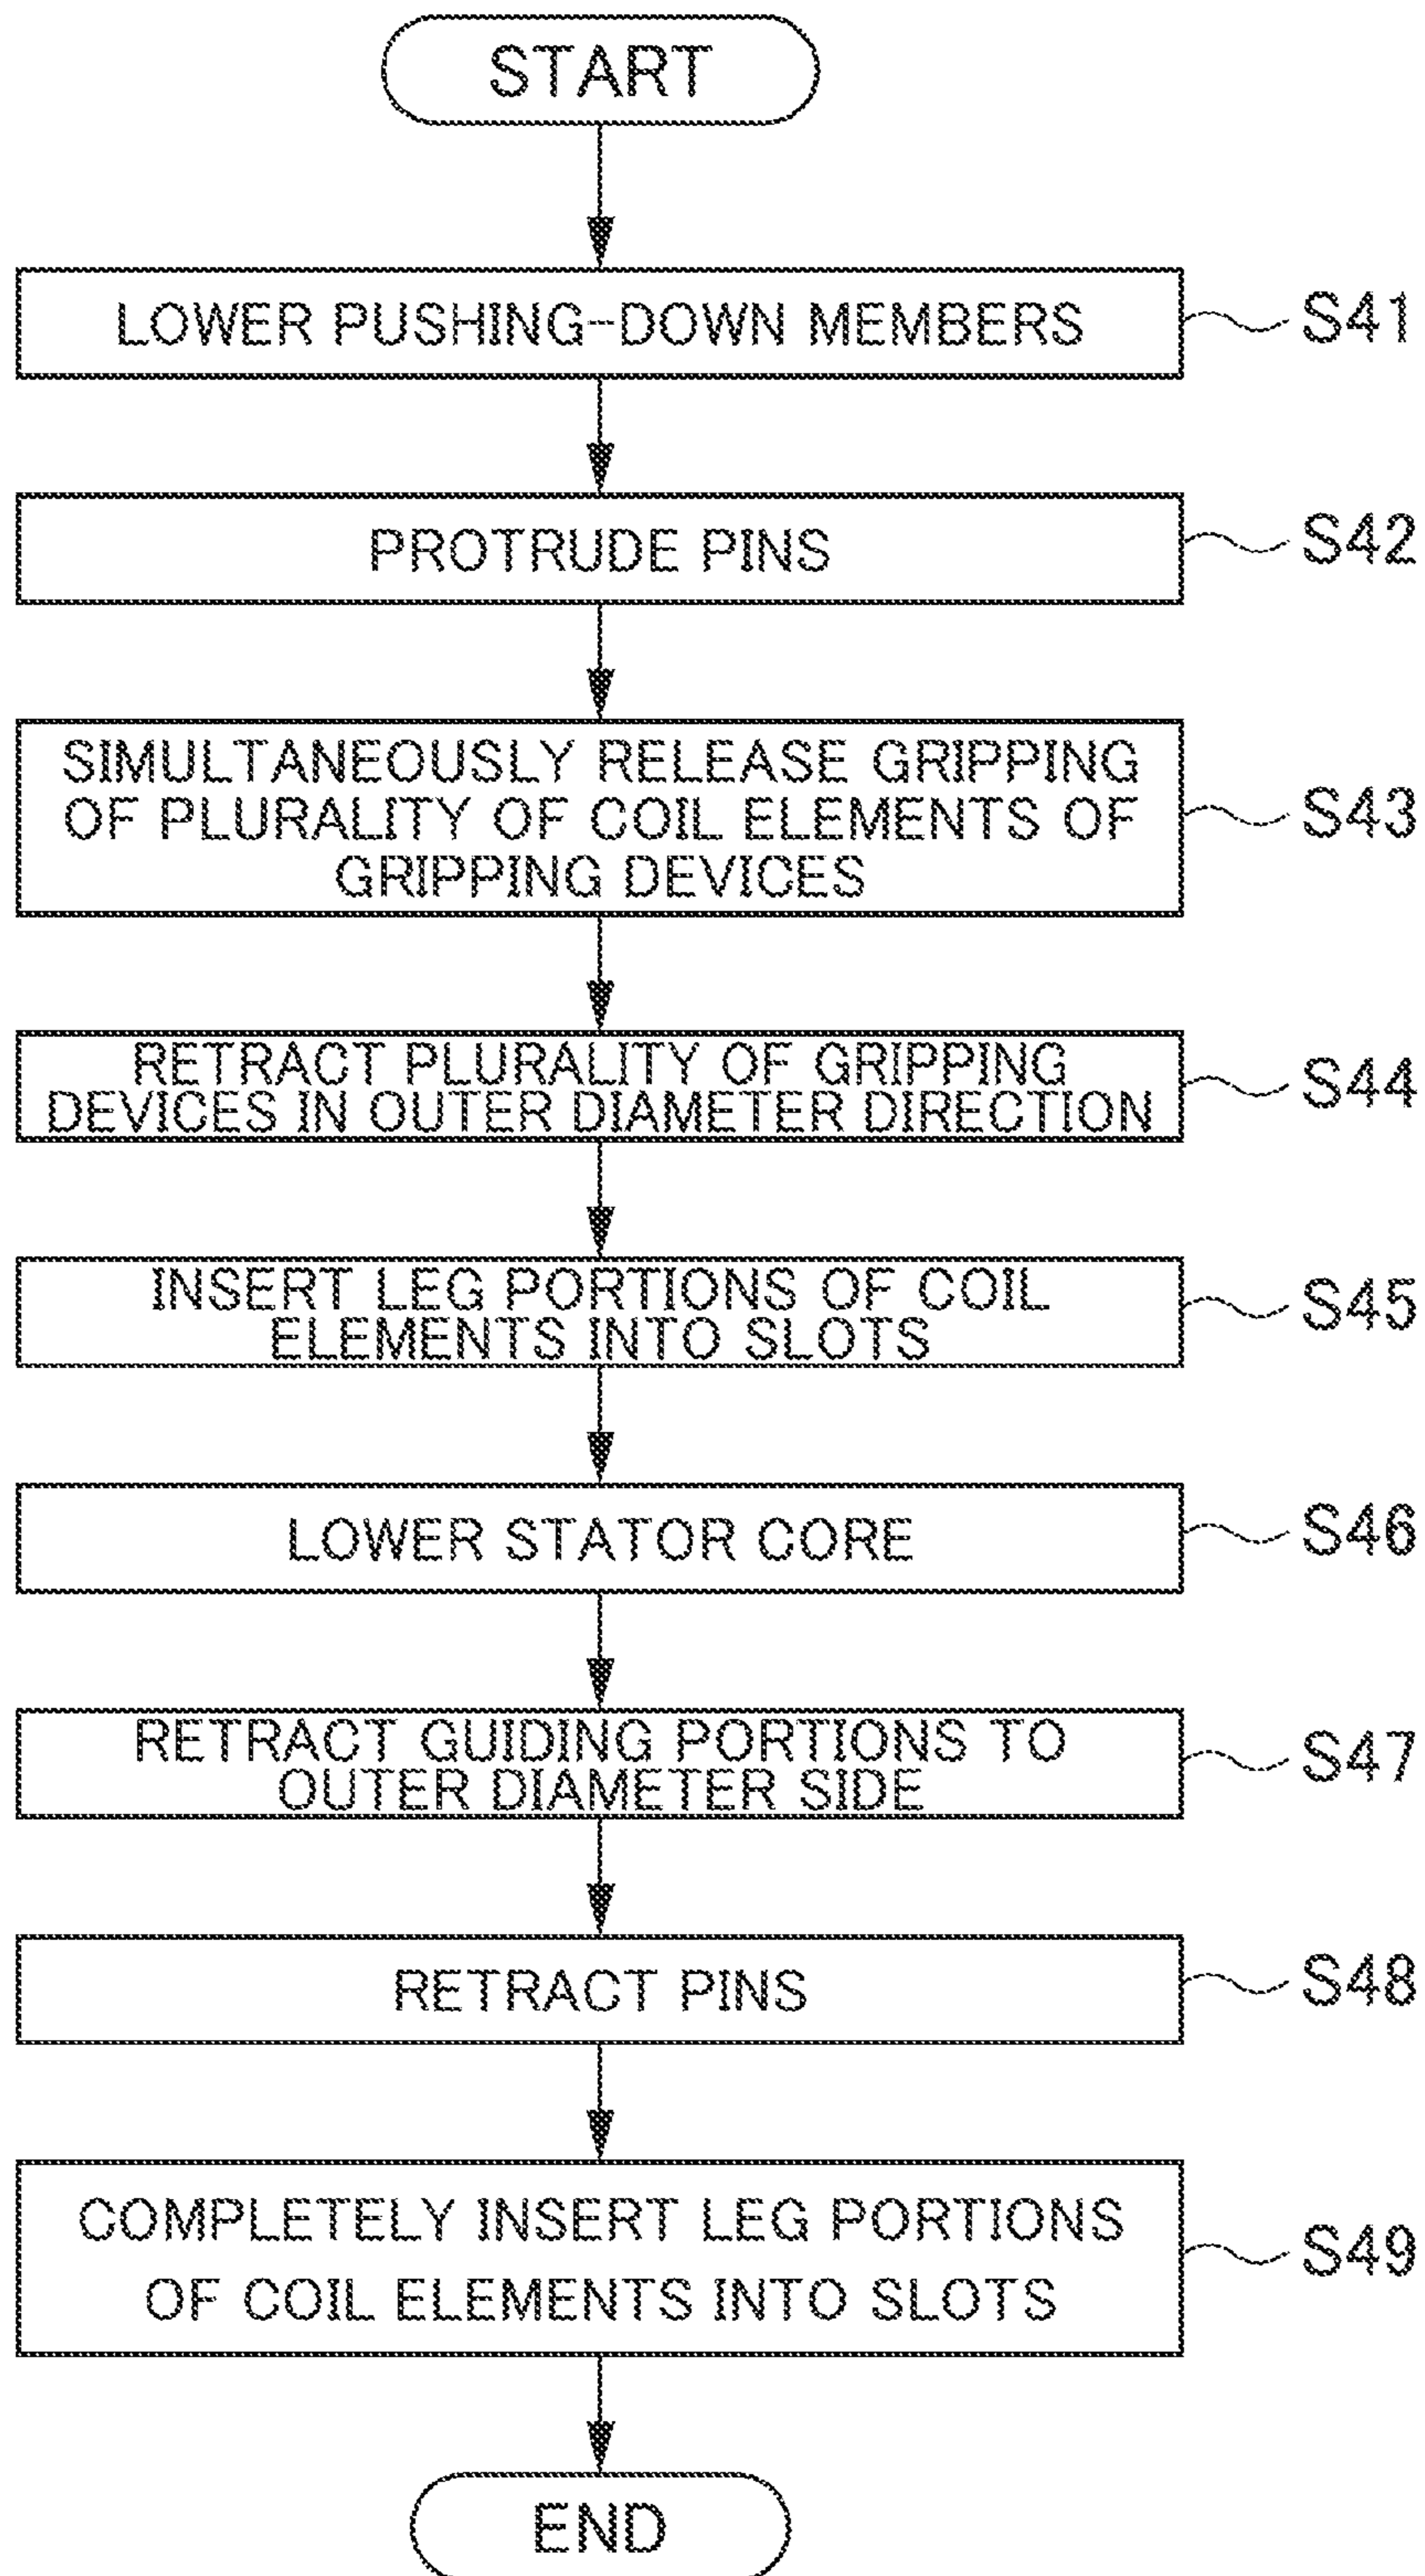 START
LOWER PUSHING-DOWN MEMBERS
S41
PROTRUDE PINS
S42
SIMULTANEOUSLY RELEASE GRIPPING
OF PLURALITY OF COIL ELEMENTS OF
GRIPPING DEVICES
S43
RETRACT PLURALITY OF GRIPPING
DEVICES IN OUTER DIAMETER DIRECTION
S44
INSERT LEG PORTIONS OF COIL
ELEMENTS INTO SLOTS
S45
LOWER STATOR CORE
S46
RETRACT GUIDING PORTIONS TO
OUTER DIAMETER SIDE
S47
RETRACT PINS
S48
COMPLETELY INSERT LEG PORTIONS
OF COIL ELEMENTS INTO SLOTS
S49
END